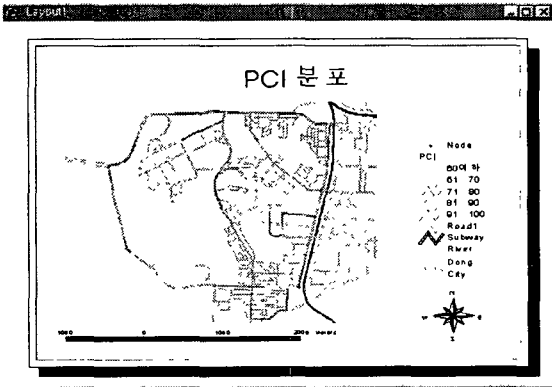 Layout1
PCI 분포
Node
PCI
60이하
61 70
71 80
81 90
91 100
Road1
Subway
River
Dong
City
1000 0 1000 2000 Meters
N
W E
S